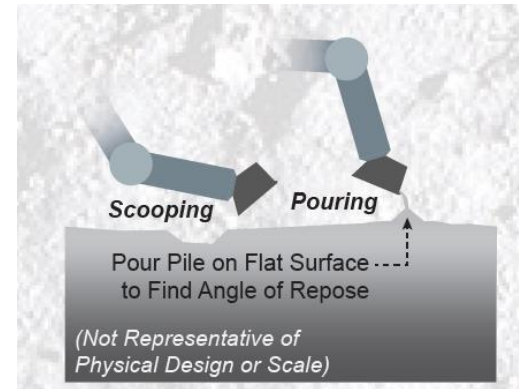 Scooping
Pouring
Pour Pile on Flat Surface
to Find Angle of Repose
(Not Representative of
Physical Design or Scale)